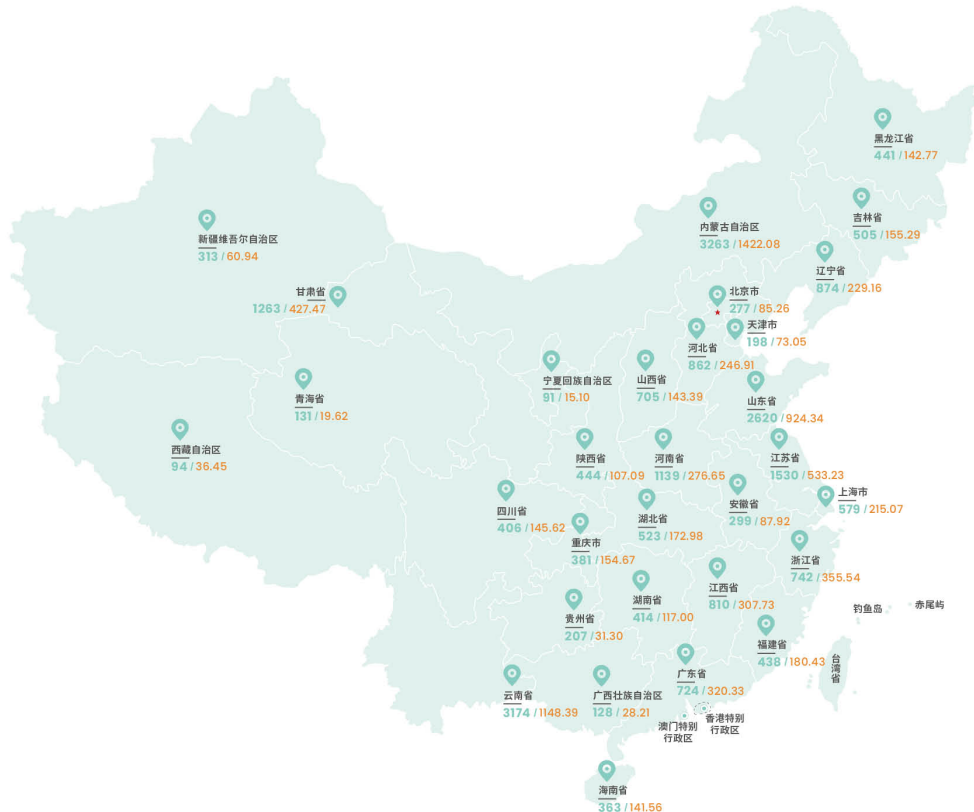 黑龙江省
441 / 142.77
吉林省
505 / 155.29
内蒙古自治区
3263 / 1422.08
新疆维吾尔自治区
313 / 60.94
辽宁省
874 / 229.16
甘肃省
1263 / 427.47
北京市
277 / 85.26
天津市
198 / 73.05
河北省
862 / 246.91
宁夏回族自治区
91 / 15.10
山西省
705 / 143.39
青海省
131 / 19.62
山东省
2620 / 924.34
西藏自治区
94 / 36.45
陕西省
444 / 107.09
河南省
1139 / 276.65
江苏省
1530 / 533.23
上海市
579 / 215.07
四川省
406 / 145.62
安徽省
299 / 87.92
湖北省
523 / 172.98
重庆市
381 / 154.67
浙江省
742 / 355.54
江西省
810 / 307.73
湖南省
414 / 117.00
钓鱼岛
赤尾屿
贵州省
207 / 31.30
福建省
438 / 180.43
台湾省
广东省
724 / 320.33
云南省
3174 / 1148.39
广西壮族自治区
128 / 28.21
香港特别
行政区
澳门特别
行政区
海南省
363 / 141.56